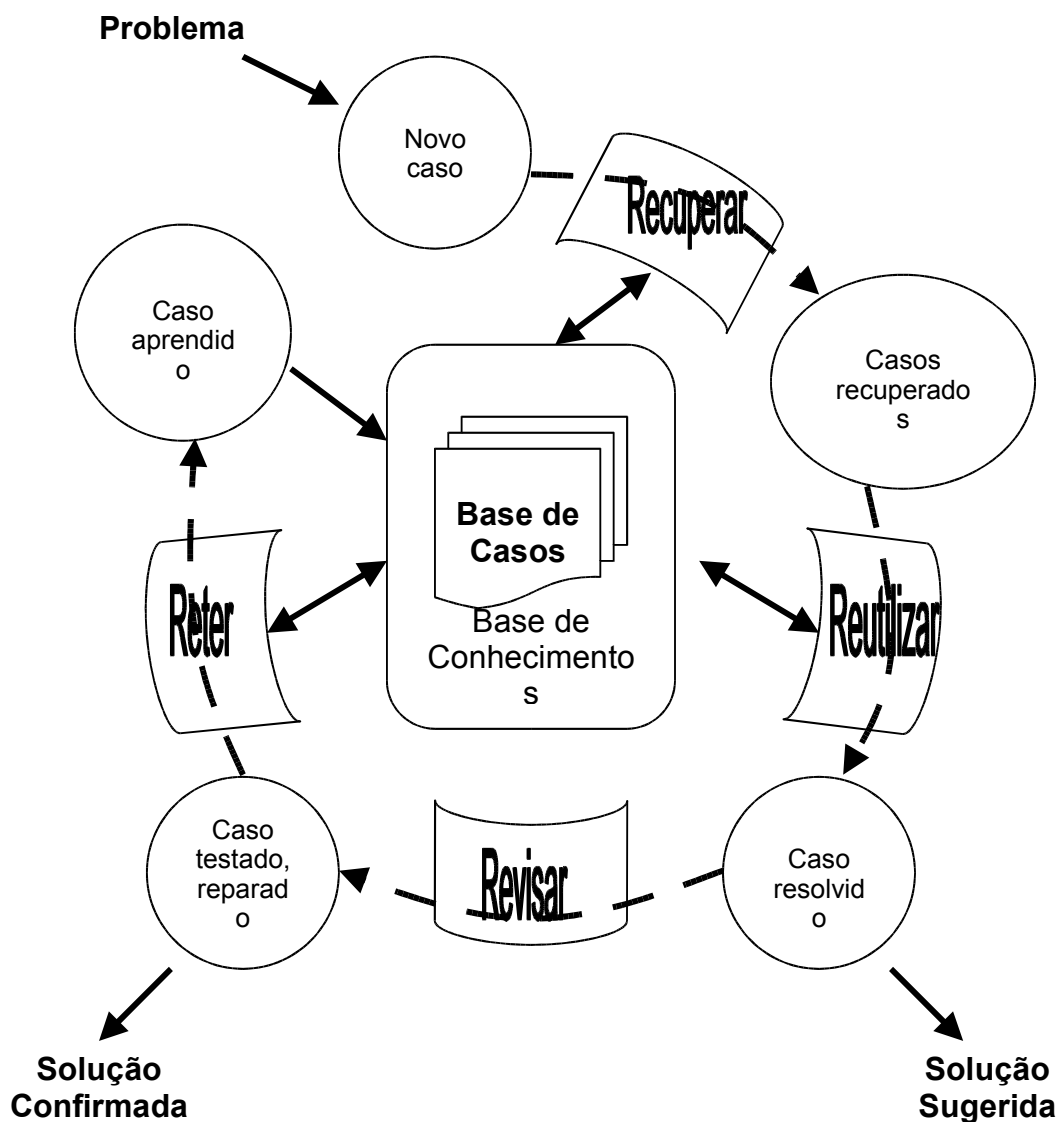 Problema
Novo
caso
Recuperar
Caso
aprendid
o
Casos
recuperado
s
Base de
Casos
Base de
Conhecimento
s
Reter
Reutilizar
Caso
testado,
reparad
o
Revisar
Caso
resolvid
o
Solução
Confirmada
Solução
Sugerida